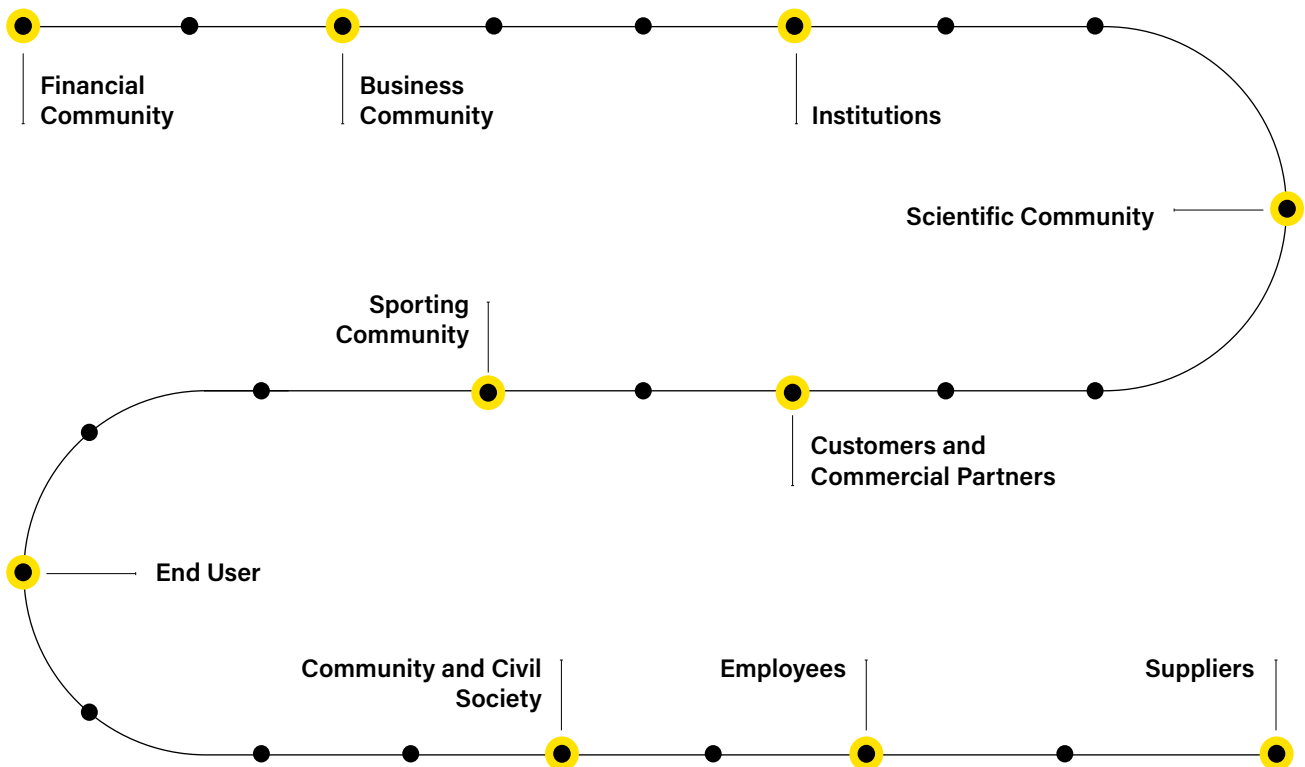 Financial
Community
Business
Community
Institutions
Scientific Community
Sporting
Community
Customers and
Commercial Partners
End User
Community and Civil
Society
Employees
Suppliers